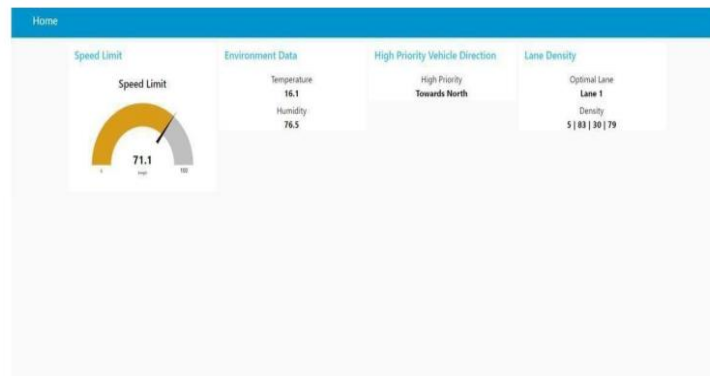 Home
Speed Limit
Speed Limit
71.1
0
Environment Data
Temperature
16.1
Humidity
76.5
High Priority Vehicle Direction
High Priority
Towards North
Lane Density
Optimal Lane
Lane 1
Density
5 | 83 | 30 | 79